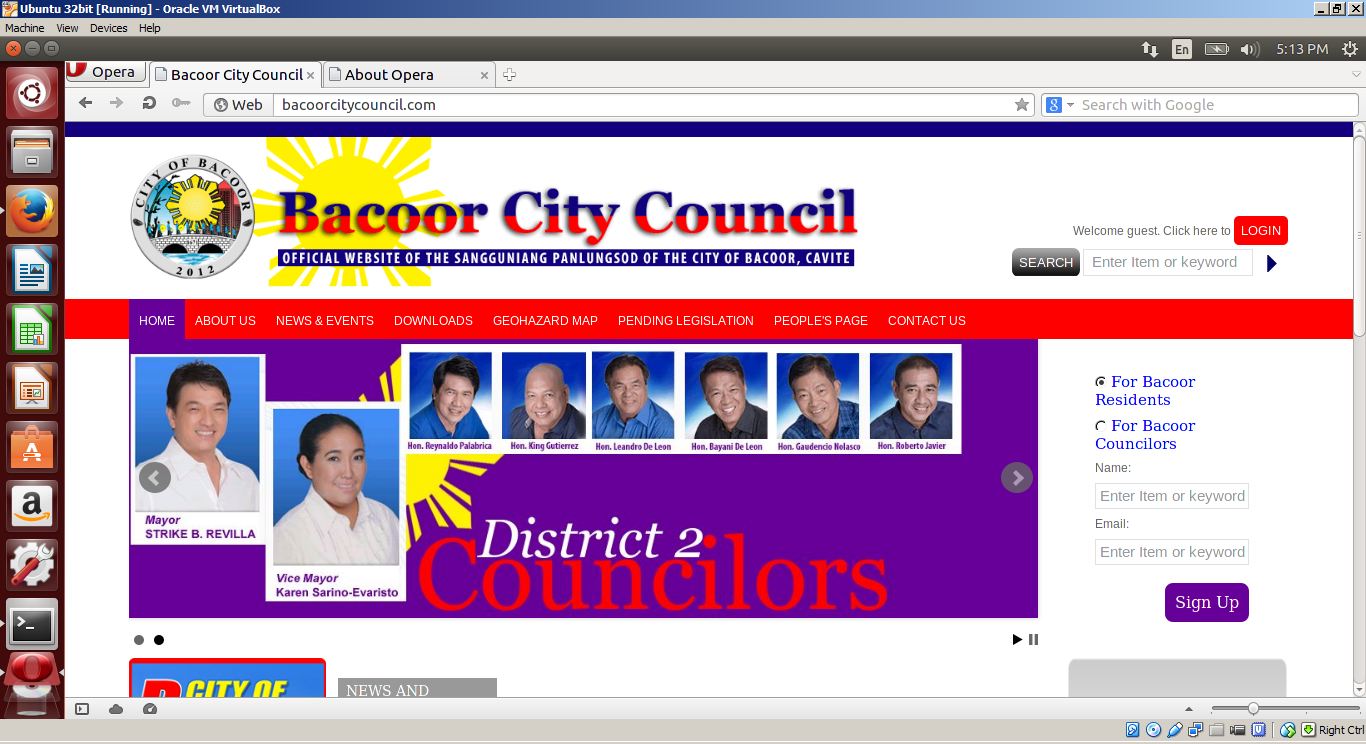 Ubuntu 32bit [Running] - Oracle VM VirtualBox
Machine View Devices Help
En 5:13 PM
Opera Bacoor City Council About Opera
Web bacoorcitycouncil.com Search with Google
CITY OF BACOOR
2012
Bacoor City Council
OFFICIAL WEBSITE OF THE SANGGUNIANG PANLUNGSOD OF THE CITY OF BACOOR, CAVITE
Welcome guest. Click here to LOGIN
SEARCH Enter Item or keyword
HOME ABOUT US NEWS & EVENTS DOWNLOADS GEOHAZARD MAP PENDING LEGISLATION PEOPLE'S PAGE CONTACT US
Hon. Reynaldo Palabrica Hon. King Gutierrez Hon. Leandro De Leon Hon. Bayani De Leon Hon. Gaudencio Nolasco Hon. Roberto Javier
Mayor
STRIKE B. REVILLA
Vice Mayor
Karen Sarino-Evaristo
District 2
Councilors
For Bacoor
Residents
For Bacoor
Councilors
Name:
Enter Item or keyword
Email:
Enter Item or keyword
Sign Up
CITY OF
NEWS AND
Right Ctrl